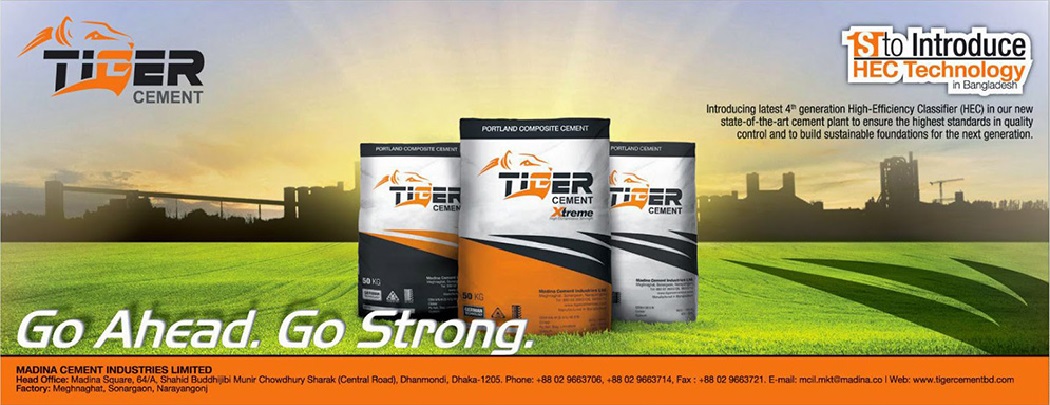 TIGER
CEMENT
1ST to Introduce
HEC Technology
in Bangladesh
Introducing latest 4th generation High-Efficiency Classifier (HEC) in our new
state-of-the-art cement plant to ensure the highest standards in quality
control and to build sustainable foundations for the next generation.
PORTLAND COMPOSITE CEMENT
TIGER
CEMENT
50 KG
PORTLAND COMPOSITE CEMENT
TIGER
CEMENT
Xtreme
50 KG
Madina Cement Industries Ltd.
PORTLAND COMPOSITE CEMENT
TIGER
CEMENT
Go Ahead. Go Strong.
MADINA CEMENT INDUSTRIES LIMITED
Head Office: Madina Square, 64/A, Shahid Buddhijibi Munir Chowdhury Sharak (Central Road), Dhanmondi, Dhaka-1205. Phone: +88 02 9663706, +88 02 9663714, Fax : +88 02 9663721. E-mail: mcil.mkt@madina.co | Web: www.tigercementbd.com
Factory: Meghnaghat, Sonargaon, Narayangonj